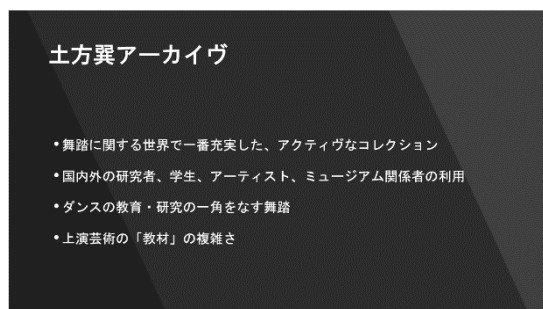 土方巽アーカイヴ
•舞踏に関する世界で一番充実した、アクティヴなコレクション
•国内外の研究者、学生、アーティスト、ミュージアム関係者の利用
•ダンスの教育・研究の一角をなす舞踏
•上演芸術の「教材」の複雑さ